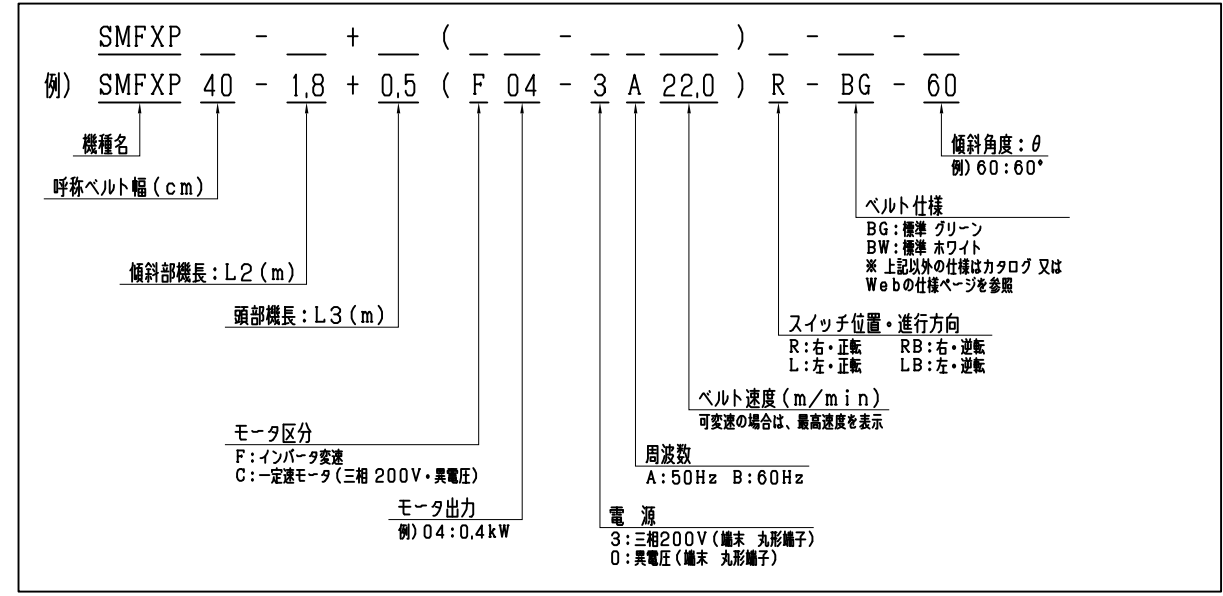 SMFXP __ - __ + __ ( _ __ - _ _ ___ ) _ - __ - __
例) SMFXP 40 - 1.8 + 0.5 ( F 04 - 3 A 22.0 ) R - BG - 60
機種名
呼称ベルト幅(cm)
傾斜部機長:L2(m)
頭部機長:L3(m)
モータ区分
F:インバータ変速
C:一定速モータ(三相 200V・異電圧)
モータ出力
例)04:0.4kW
電 源
3:三相200V(端末 丸形端子)
0:異電圧(端末 丸形端子)
周波数
A:50Hz B:60Hz
ベルト速度(m/min)
可変速の場合は、最高速度を表示
スイッチ位置・進行方向
R:右・正転 RB:右・逆転
L:左・正転 LB:左・逆転
ベルト仕様
BG:標準 グリーン
BW:標準 ホワイト
※ 上記以外の仕様はカタログ 又は
Webの仕様ページを参照
傾斜角度:θ
例)60:60°